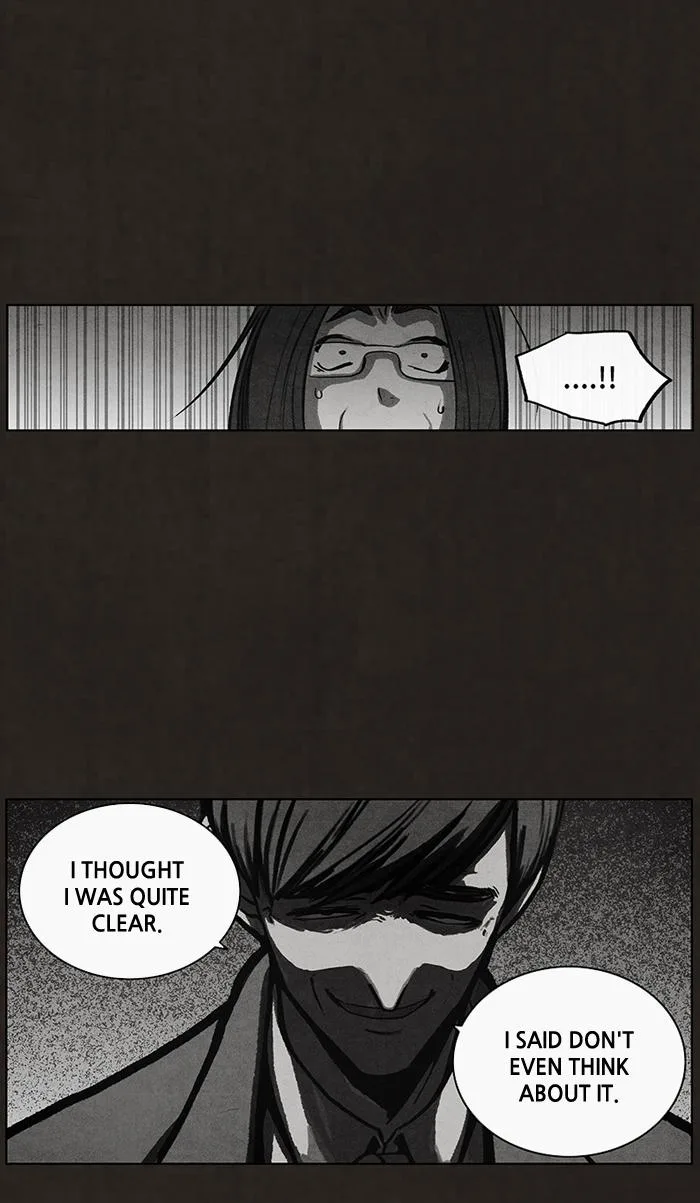 ....!!
I THOUGHT
I WAS QUITE
CLEAR.
I SAID DON'T
EVEN THINK
ABOUT IT.